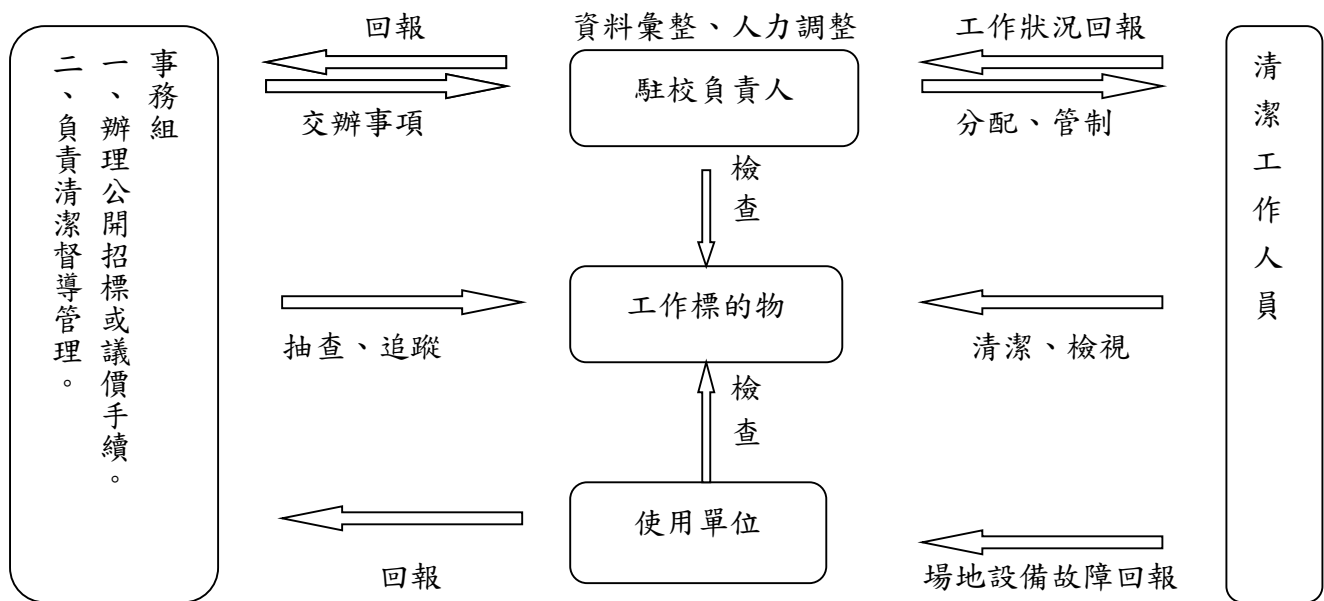 事務組
一、辦理公開招標或議價手續。
二、負責清潔督導管理。
回報
交辦事項
資料彙整、人力調整
駐校負責人
工作狀況回報
分配、管制
清潔工作人員
檢查
抽查、追蹤
工作標的物
清潔、檢視
檢查
回報
使用單位
場地設備故障回報